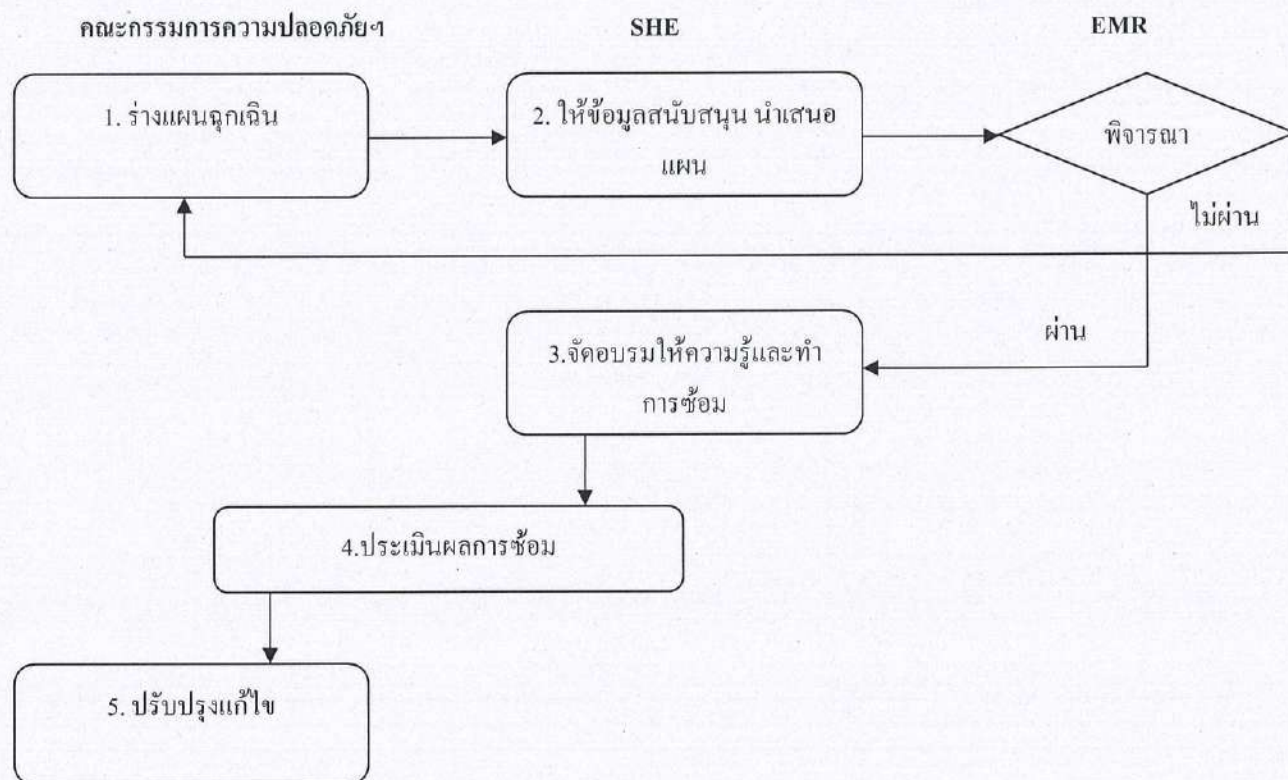 คณะกรรมการความปลอดภัยฯ
SHE
EMR
1. ร่างแผนฉุกเฉิน
2. ให้ข้อมูลสนับสนุน นำเสนอ
แผน
พิจารณา
ไม่ผ่าน
ผ่าน
3.จัดอบรมให้ความรู้และทำ
การซ้อม
4.ประเมินผลการซ้อม
5. ปรับปรุงแก้ไข